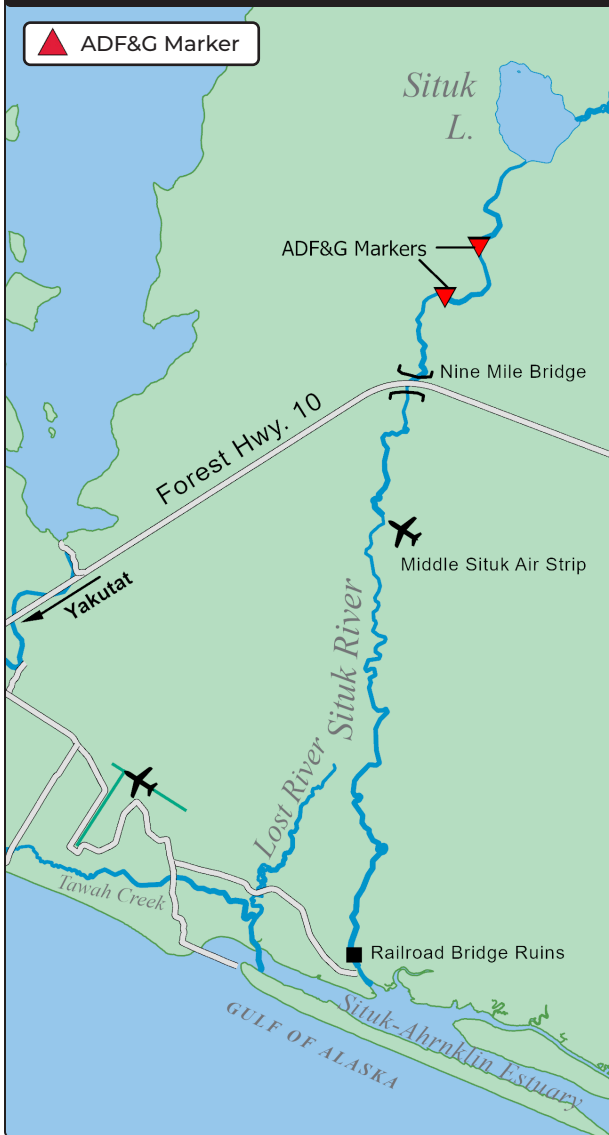 ADF&G Marker
Situk
L.
ADF&G Markers
Nine Mile Bridge
Forest Hwy. 10
Middle Situk Air Strip
Yakutat
Situk River
Lost River
Tawah Creek
Railroad Bridge Ruins
Situk-Ahrnklin Estuary
GULF OF ALASKA